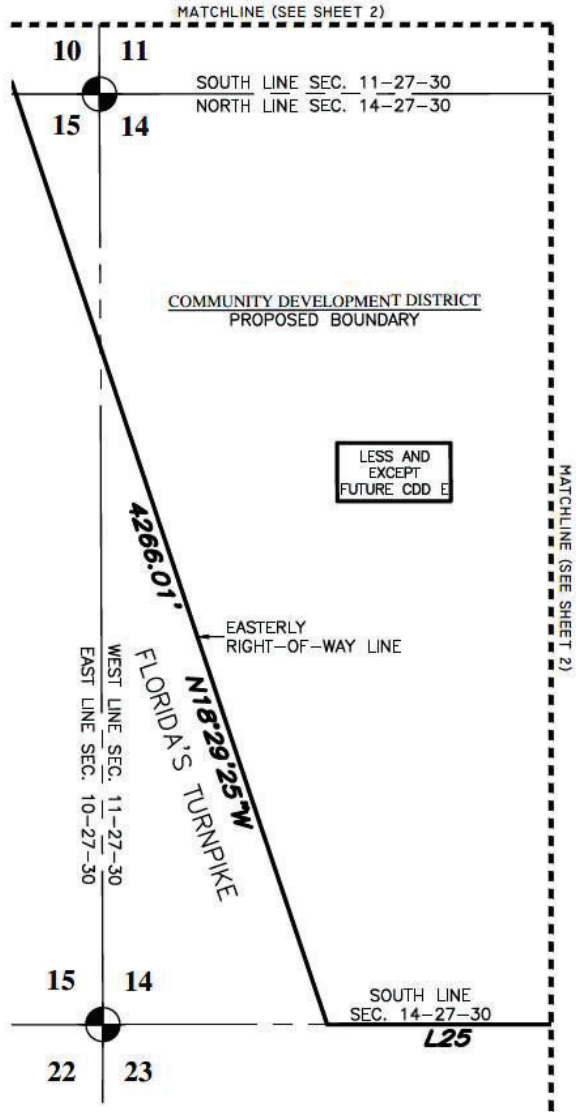 MATCHLINE (SEE SHEET 2)
10 11
15 14
SOUTH LINE SEC. 11-27-30
NORTH LINE SEC. 14-27-30
COMMUNITY DEVELOPMENT DISTRICT
PROPOSED BOUNDARY
LESS AND
EXCEPT
FUTURE CDD E
MATCHLINE (SEE SHEET 2)
4266.01'
EASTERLY
RIGHT-OF-WAY LINE
N18°29'25"W
FLORIDA'S TURNPIKE
WEST LINE SEC. 11-27-30
EAST LINE SEC. 10-27-30
15 14
22 23
SOUTH LINE
SEC. 14-27-30
L25